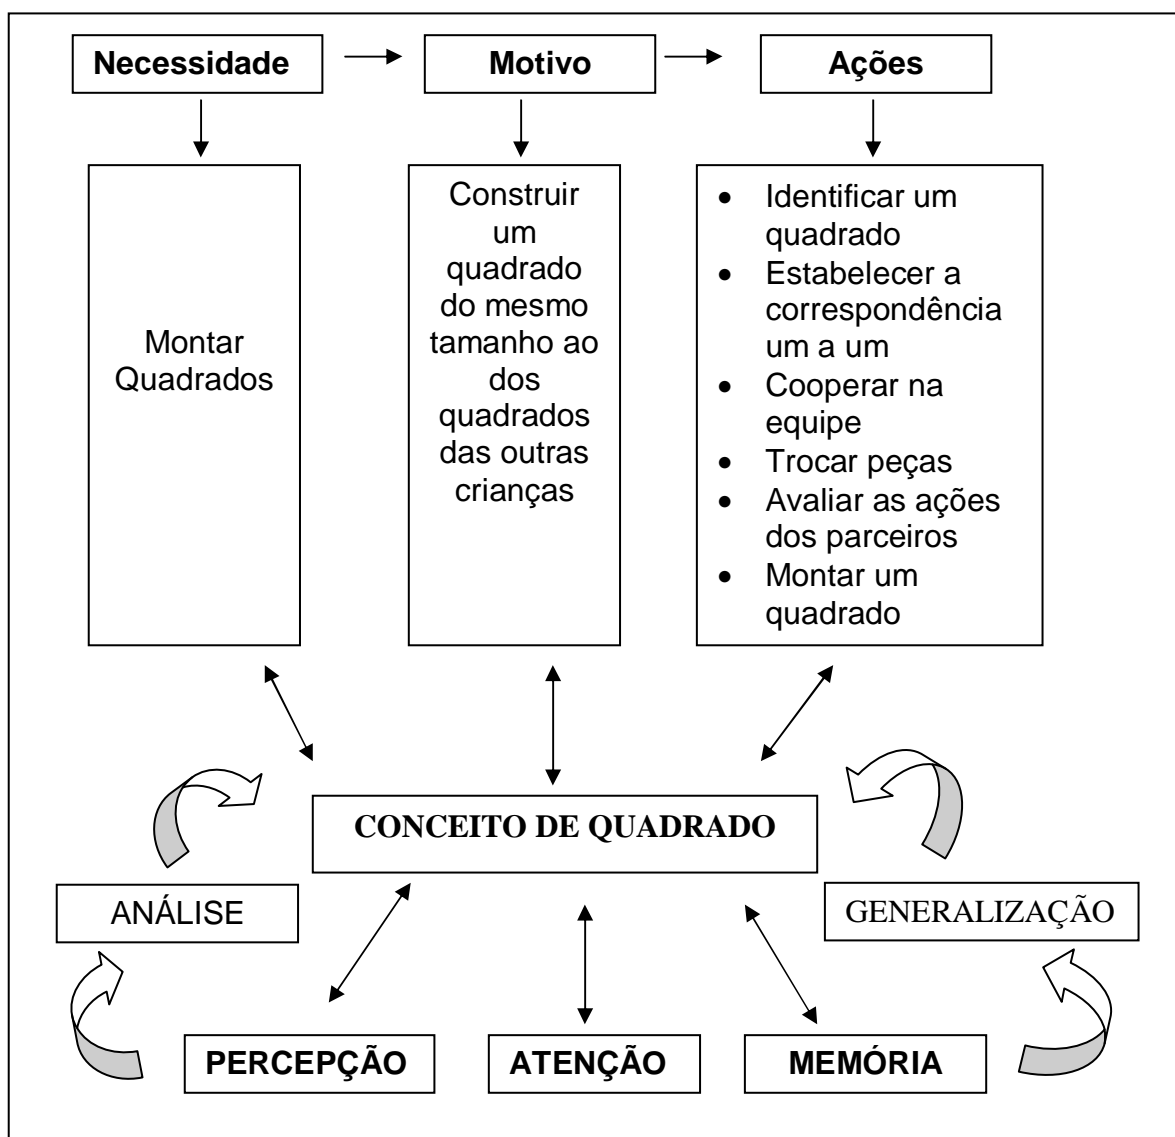 Necessidade
Motivo
Ações
Montar
Quadrados
Construir
um
quadrado
do mesmo
tamanho ao
dos
quadrados
das outras
crianças
• Identificar um
quadrado
• Estabelecer a
correspondência
um a um
• Cooperar na
equipe
• Trocar peças
• Avaliar as ações
dos parceiros
• Montar um
quadrado
CONCEITO DE QUADRADO
ANÁLISE
GENERALIZAÇÃO
PERCEPÇÃO
ATENÇÃO
MEMÓRIA